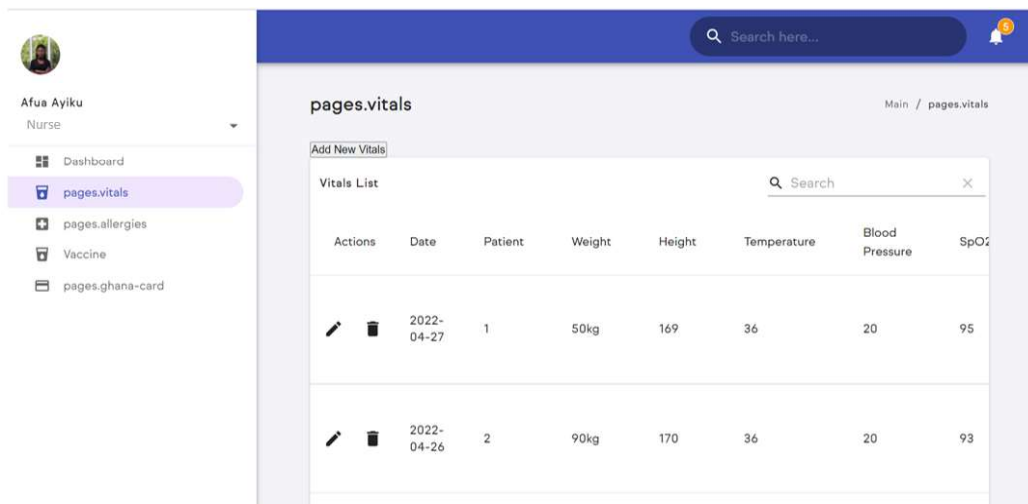 Search here...
5
Afua Ayiku
Nurse
Dashboard
pages.vitals
pages.allergies
Vaccine
pages.ghana-card
pages.vitals
Main / pages.vitals
Add New Vitals
Vitals List
Search
Actions Date Patient Weight Height Temperature Blood Pressure SpO2
2022-
04-27 1 50kg 169 36 20 95
2022-
04-26 2 90kg 170 36 20 93